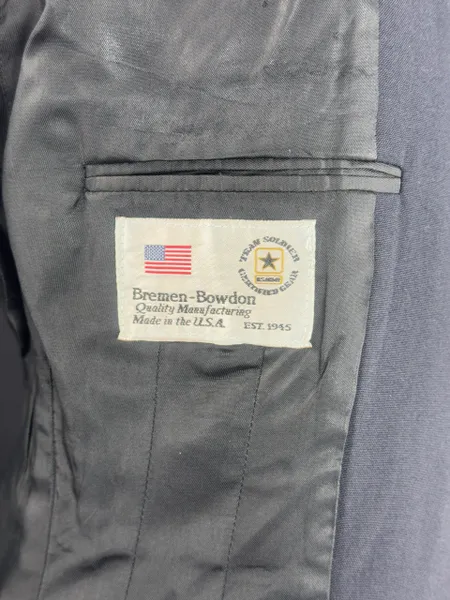 TEAM SOLDIER
CERTIFIED GEAR
Bremen-Bowdon
Quality Manufacturing
Made in the U.S.A.
EST. 1945